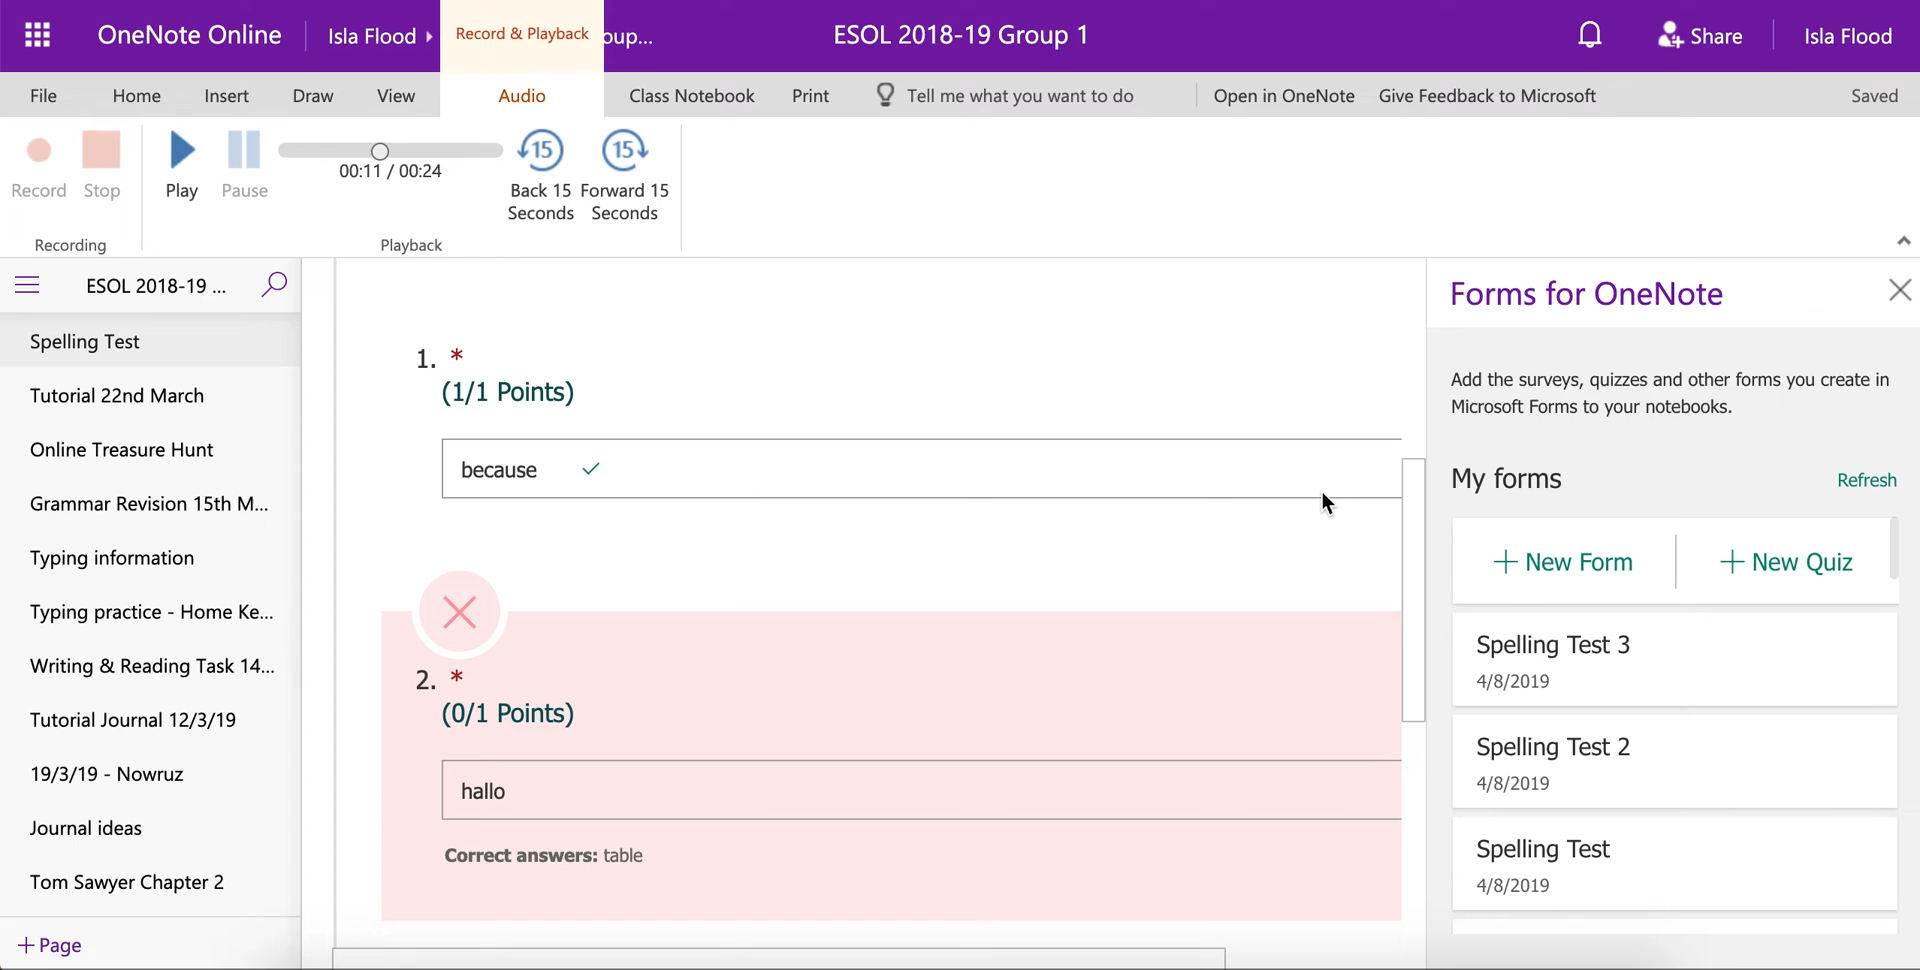 OneNote Online
Isla Flood
Record & Playback
oup...
ESOL 2018-19 Group 1
Share
Isla Flood
File
Home
Insert
Draw
View
Audio
Class Notebook
Print
Tell me what you want to do
Open in OneNote
Give Feedback to Microsoft
Saved
Record
Stop
Play
Pause
00:11 / 00:24
15
Back 15
Seconds
15
Forward 15
Seconds
Recording
Playback
ESOL 2018-19 ...
Spelling Test
Tutorial 22nd March
Online Treasure Hunt
Grammar Revision 15th M...
Typing information
Typing practice - Home Ke...
Writing & Reading Task 14...
Tutorial Journal 12/3/19
19/3/19 - Nowruz
Journal ideas
Tom Sawyer Chapter 2
+ Page
1. *
(1/1 Points)
because
2. *
(0/1 Points)
hallo
Correct answers: table
Forms for OneNote
Add the surveys, quizzes and other forms you create in
Microsoft Forms to your notebooks.
My forms
Refresh
+ New Form
+ New Quiz
Spelling Test 3
4/8/2019
Spelling Test 2
4/8/2019
Spelling Test
4/8/2019